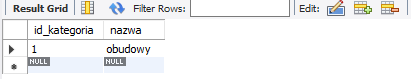 Result Grid Filter Rows: Edit:
id_kategoria nazwa
1 obudowy
NULL NULL